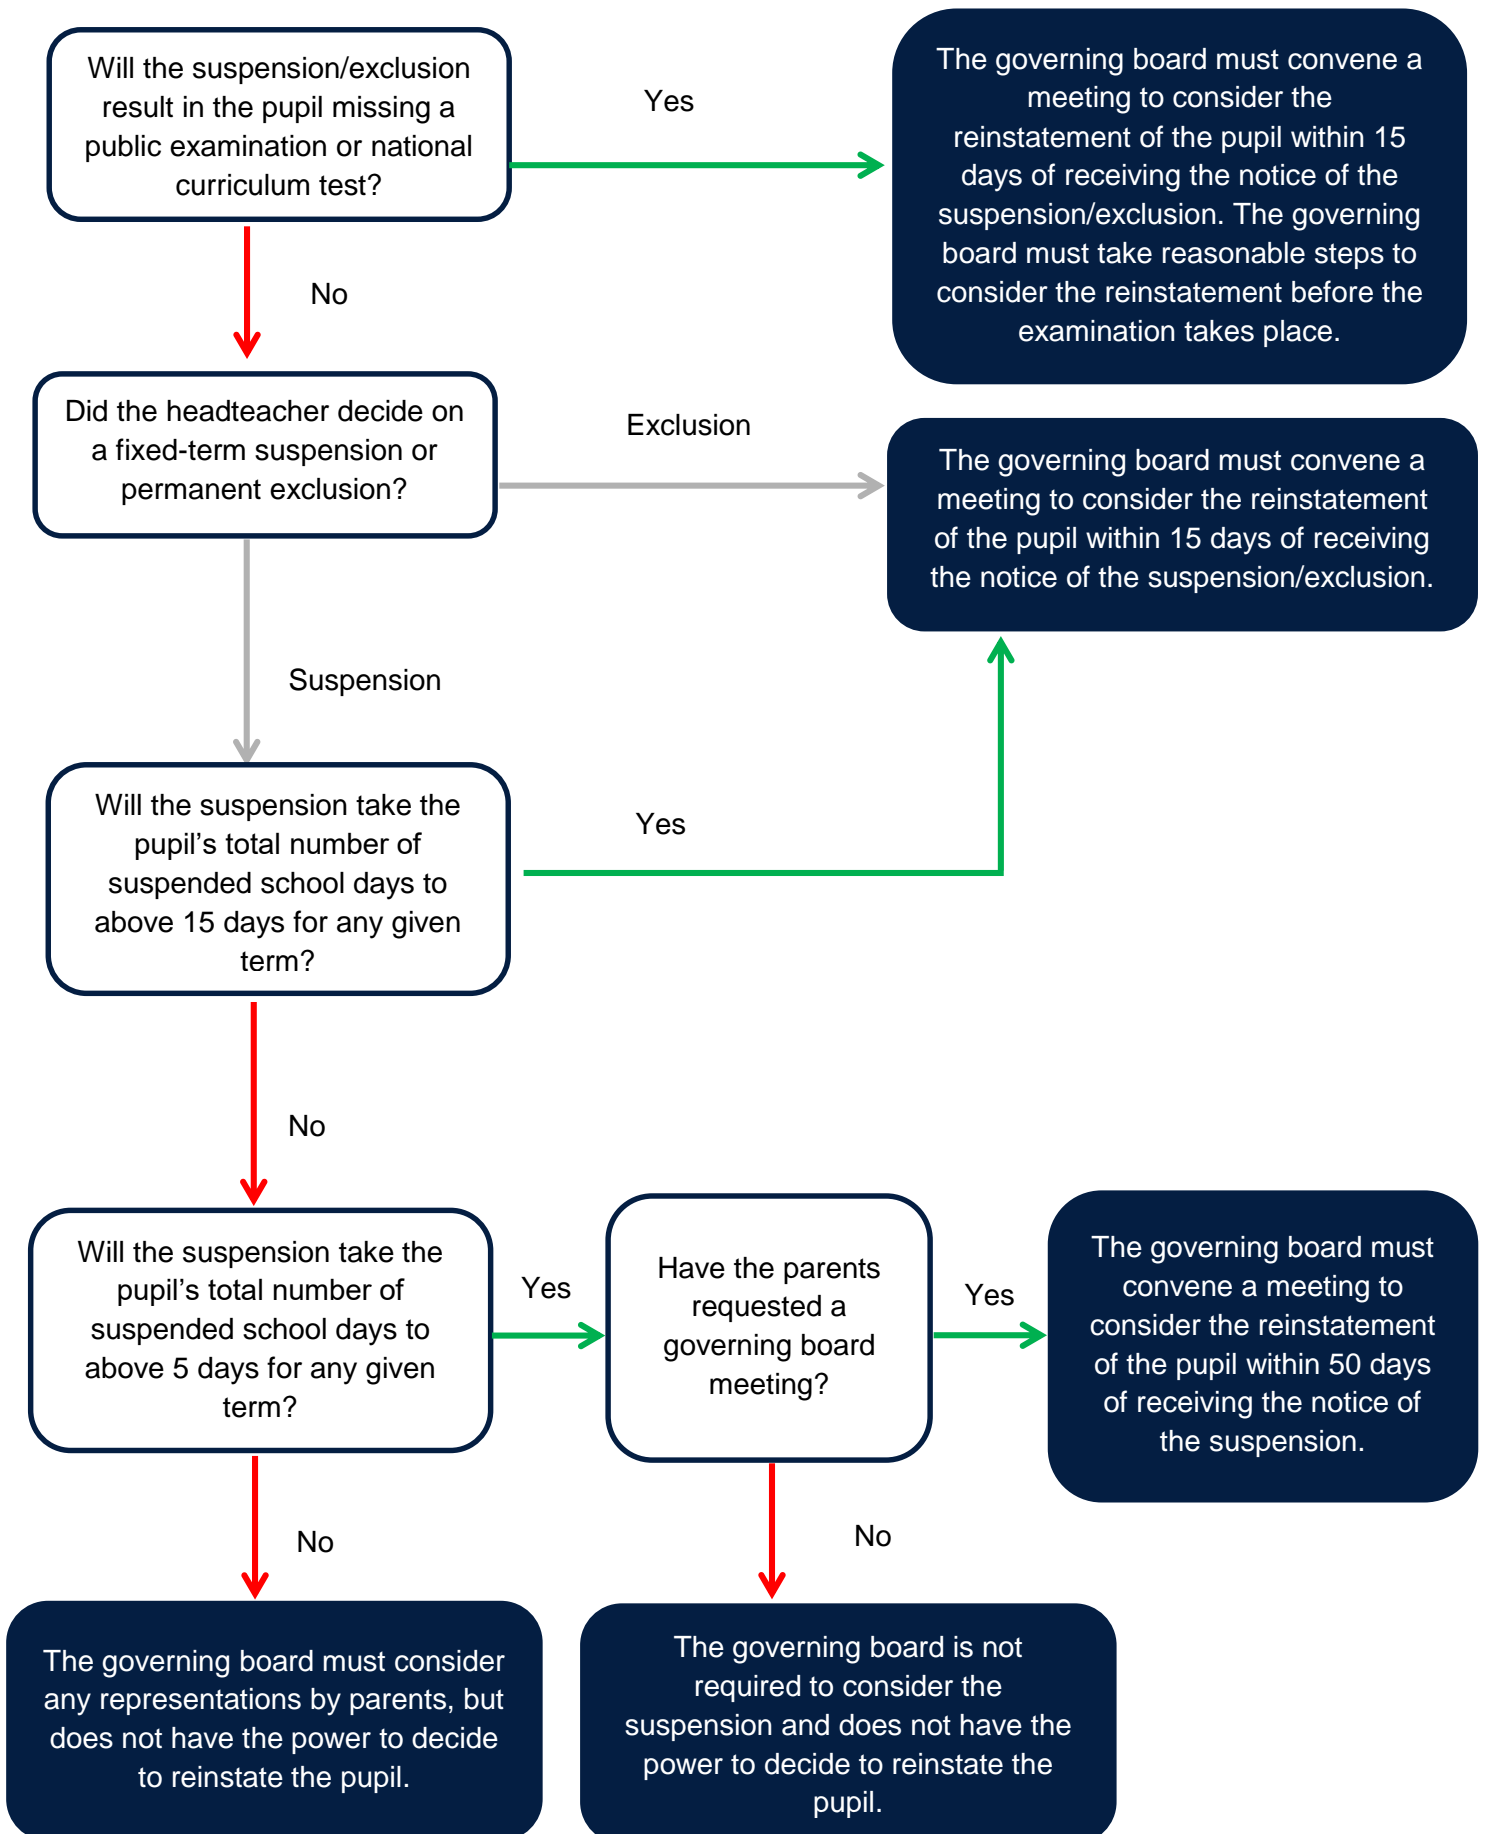 Will the suspension/exclusion
result in the pupil missing a
public examination or national
curriculum test?
Yes
The governing board must convene a
meeting to consider the
reinstatement of the pupil within 15
days of receiving the notice of the
suspension/exclusion. The governing
board must take reasonable steps to
consider the reinstatement before the
examination takes place.
No
Did the headteacher decide on
a fixed-term suspension or
permanent exclusion?
Exclusion
The governing board must convene a
meeting to consider the reinstatement
of the pupil within 15 days of receiving
the notice of the suspension/exclusion.
Suspension
Will the suspension take the
pupil’s total number of
suspended school days to
above 15 days for any given
term?
Yes
No
Will the suspension take the
pupil’s total number of
suspended school days to
above 5 days for any given
term?
Yes
Have the parents
requested a
governing board
meeting?
Yes
The governing board must
convene a meeting to
consider the reinstatement
of the pupil within 50 days
of receiving the notice of
the suspension.
No
No
The governing board must consider
any representations by parents, but
does not have the power to decide
to reinstate the pupil.
The governing board is not
required to consider the
suspension and does not have the
power to decide to reinstate the
pupil.